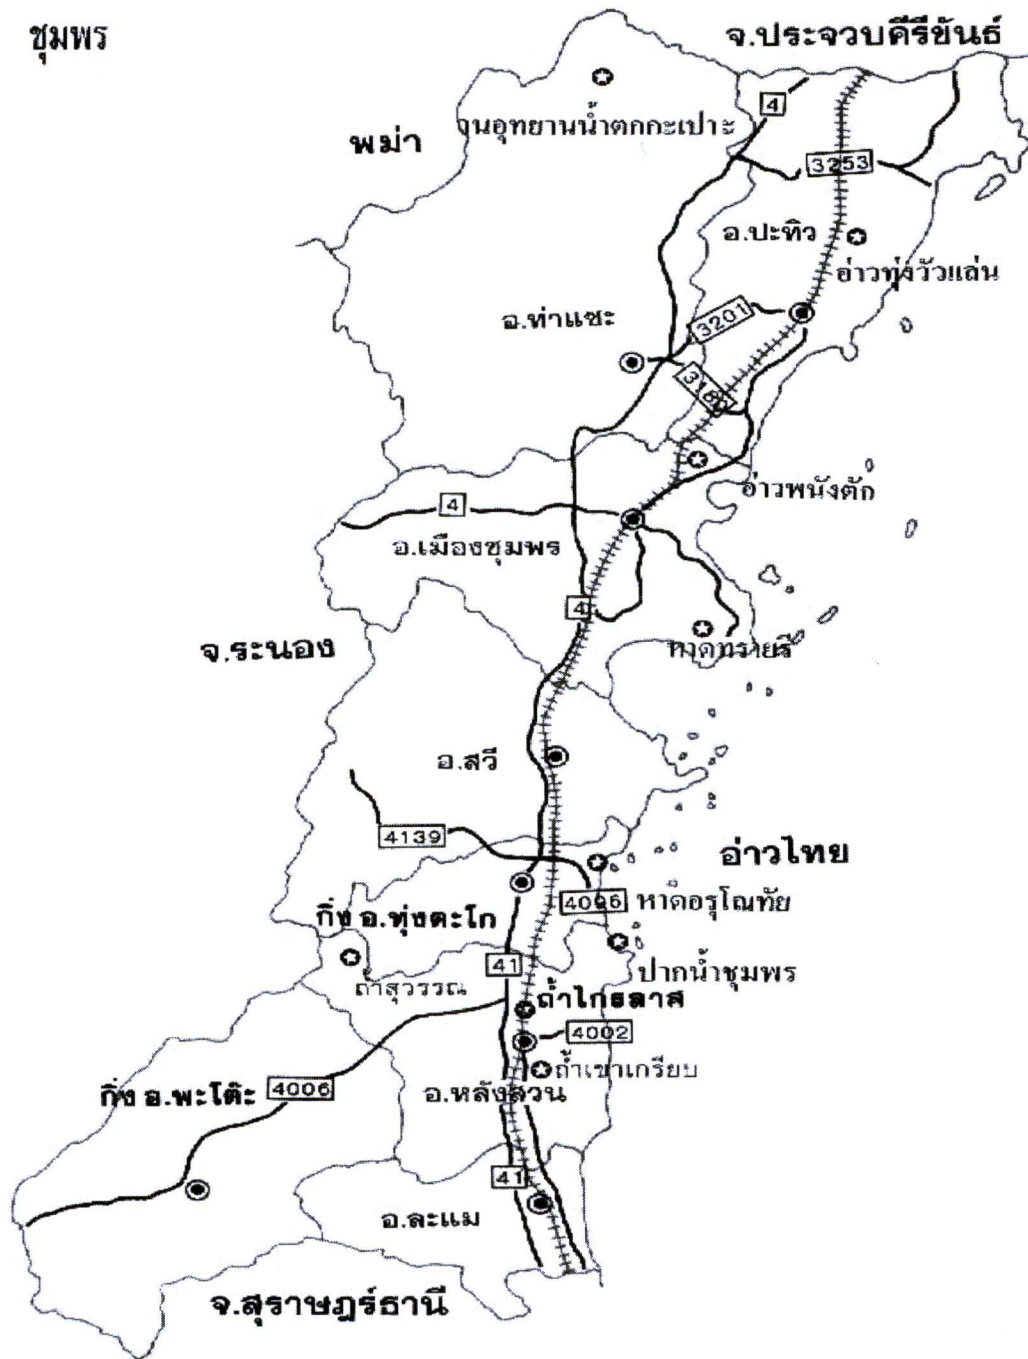 ชุมพร
จ.ประจวบคีรีขันธ์
4
วนอุทยานน้ำตกกะเปาะ
พม่า
3253
อ.ปะทิว
อ่าวทุ่งวัวแล่น
อ.ท่าแซะ
3201
3180
อ่าวพนังตัก
4
อ.เมืองชุมพร
4
หาดทรายรี
จ.ระนอง
อ.สวี
4139
อ่าวไทย
4096
หาดอรุโณทัย
กิ่ง อ.ทุ่งตะโก
41
ปากน้ำชุมพร
ถ้ำสุวรรณ
ถ้ำไกรลาศ
4002
ถ้ำเขาเกรียบ
กิ่ง อ.พะโต๊ะ
4006
อ.หลังสวน
41
อ.ละแม
จ.สุราษฎร์ธานี